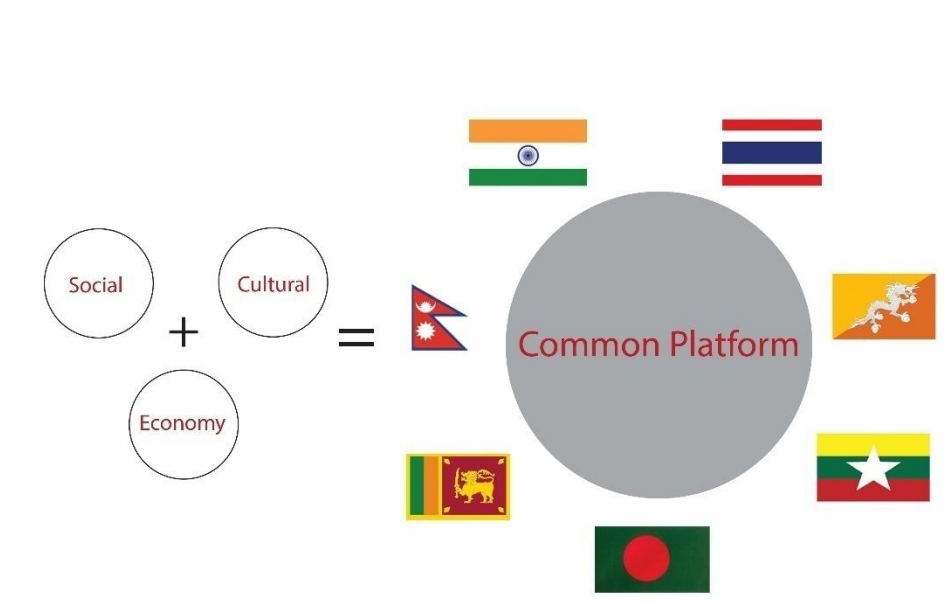 Social
Cultural
+
=
Economy
Common Platform